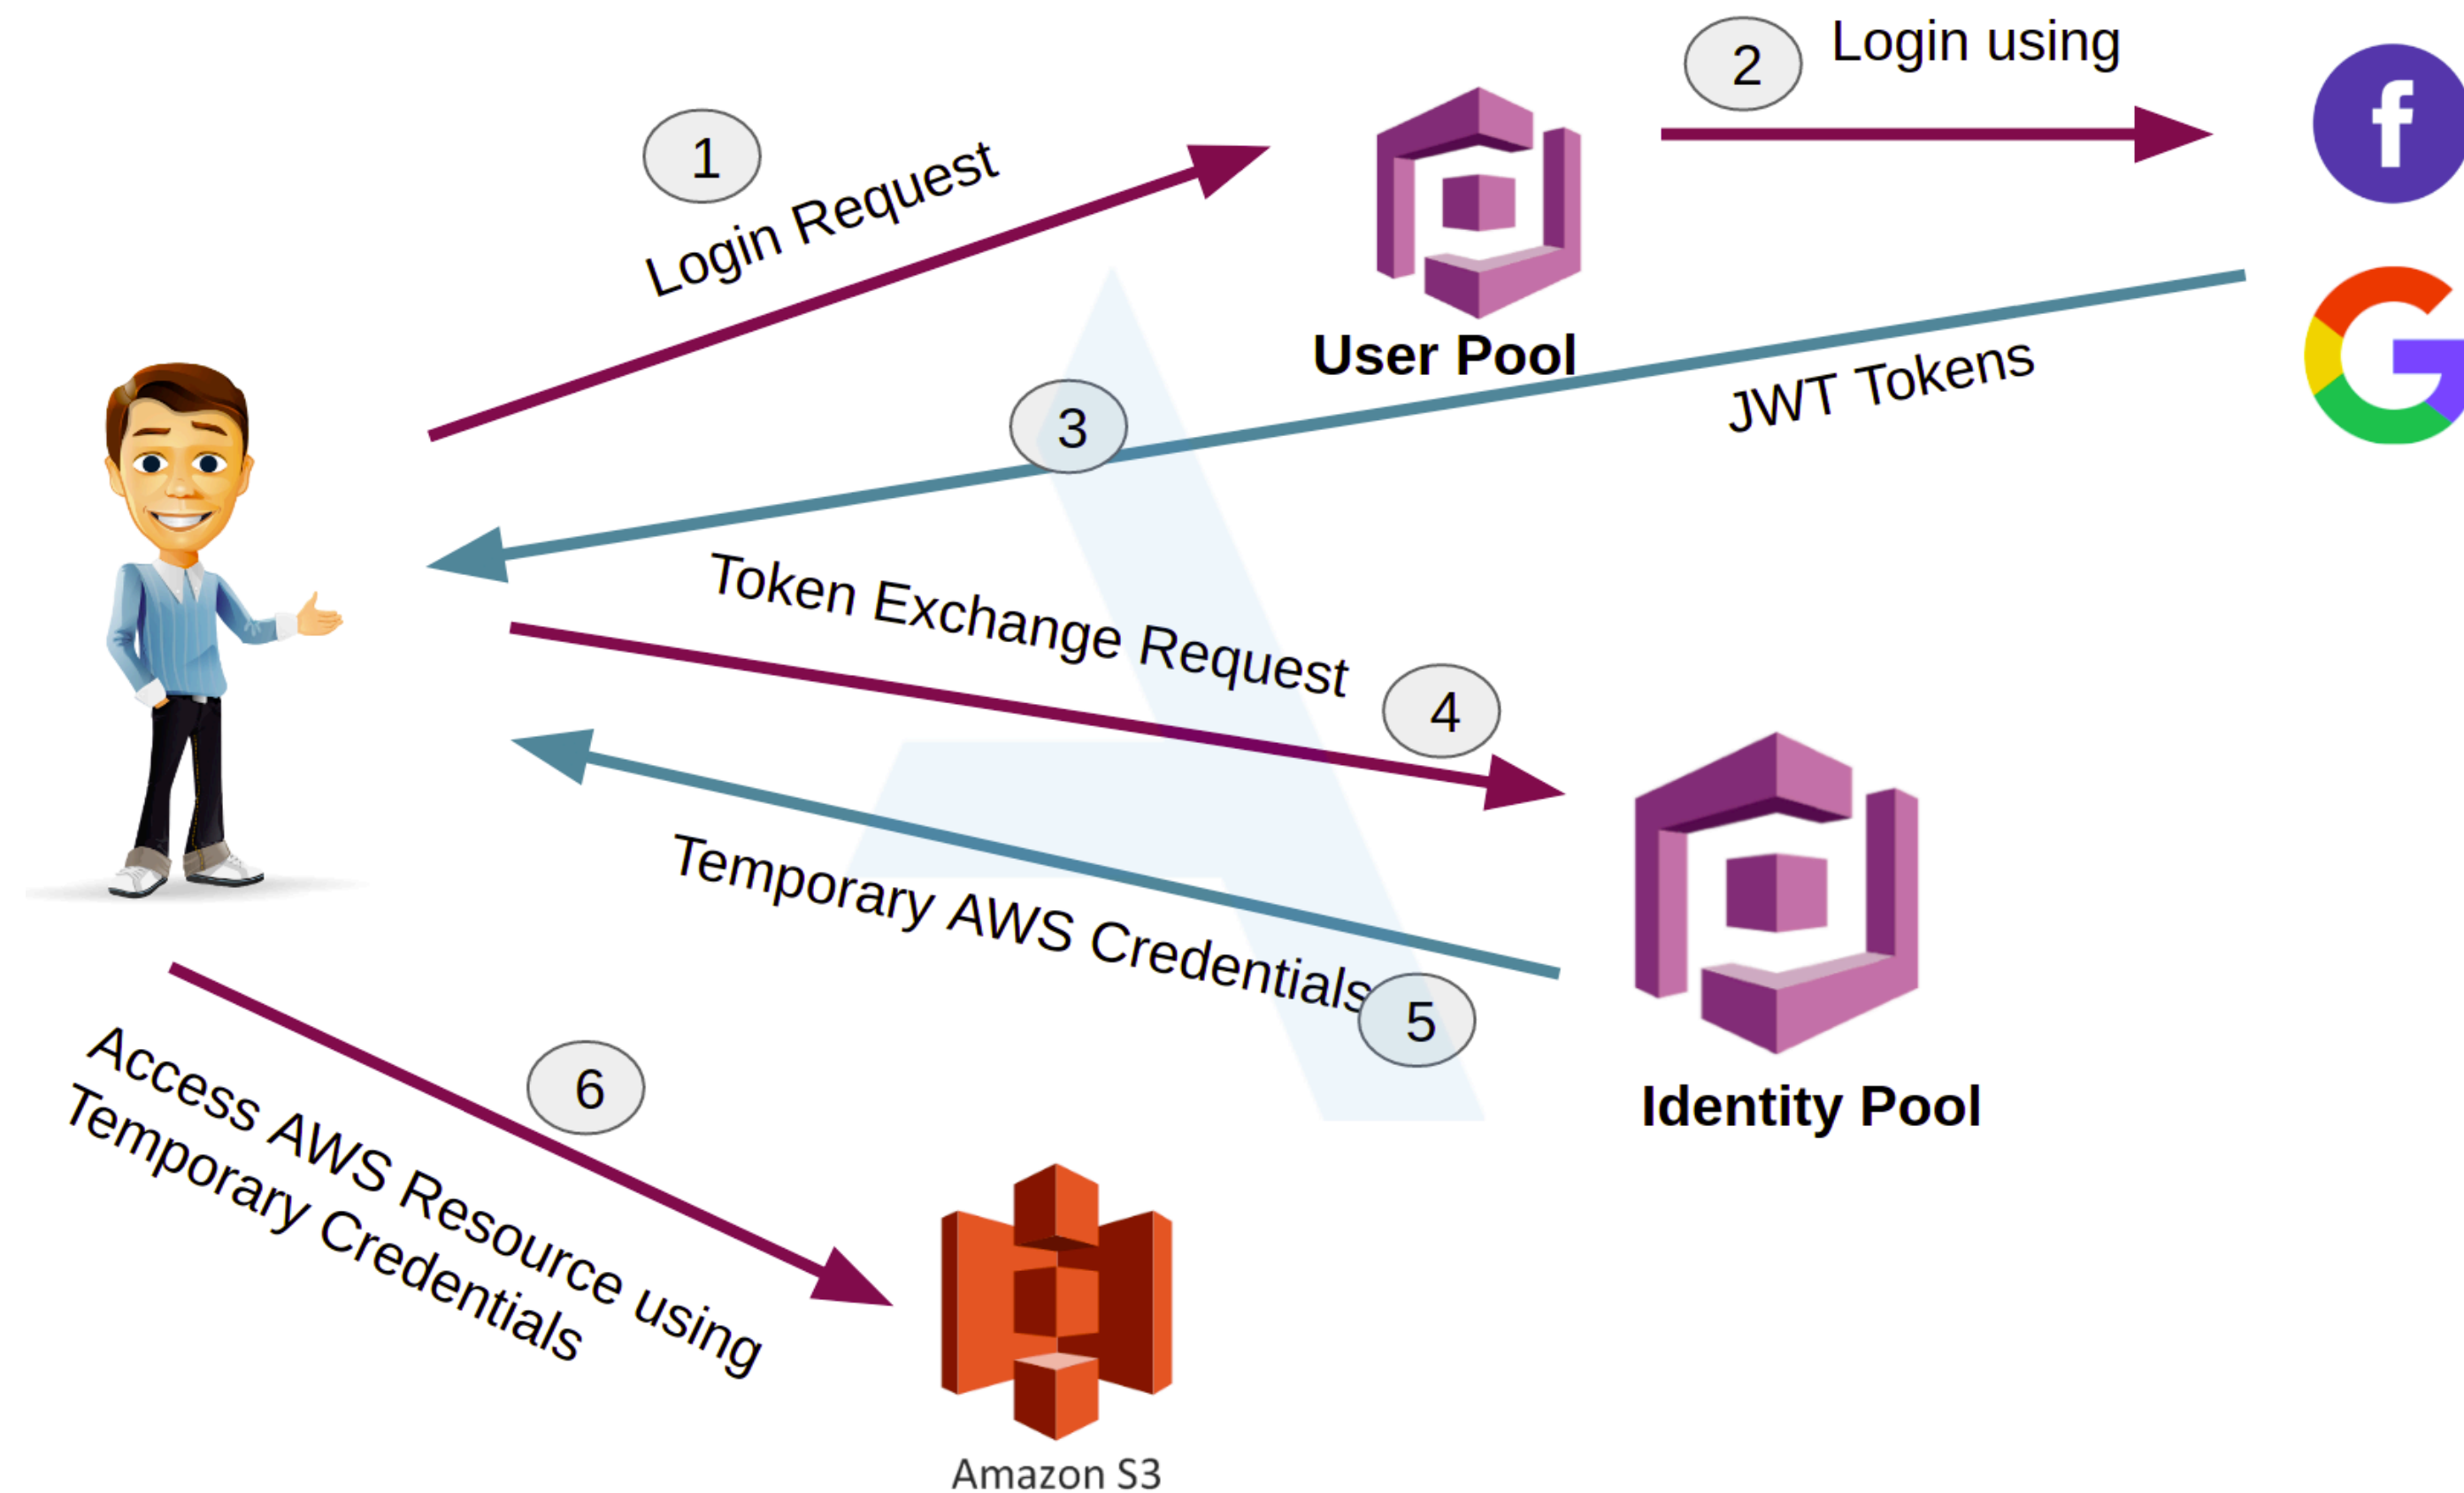 1
Login Request
2
Login using
f
User Pool
3
JWT Tokens
Token Exchange Request
4
Temporary AWS Credentials
5
Identity Pool
6
Access AWS Resource using
Temporary Credentials
Amazon S3